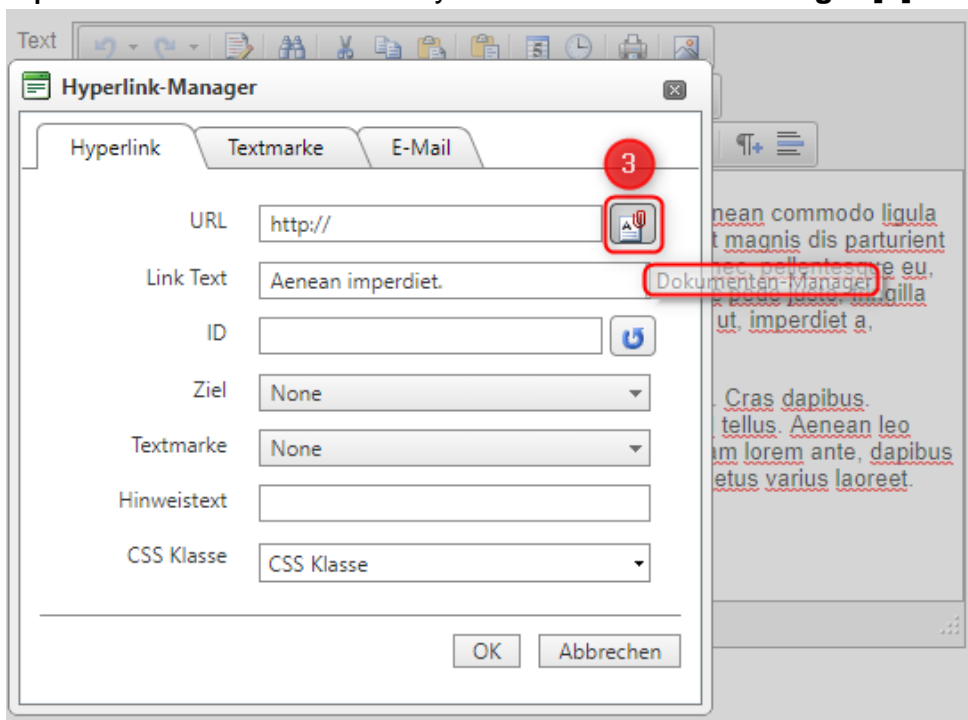 Text
Hyperlink-Manager
Hyperlink Textmarke E-Mail
3
URL http://
Link Text Aenean imperdiet.
Dokumenten-Manager
ID
Ziel None
Textmarke None
Hinweistext
CSS Klasse CSS Klasse
OK Abbrechen
nean commodo ligula
t magnis dis parturient
nec, pellentesque eu,
pede justo, fringilla
ut, imperdiet a,
. Cras dapibus.
tellus. Aenean leo
am lorem ante, dapibus
etus varius laoreet.